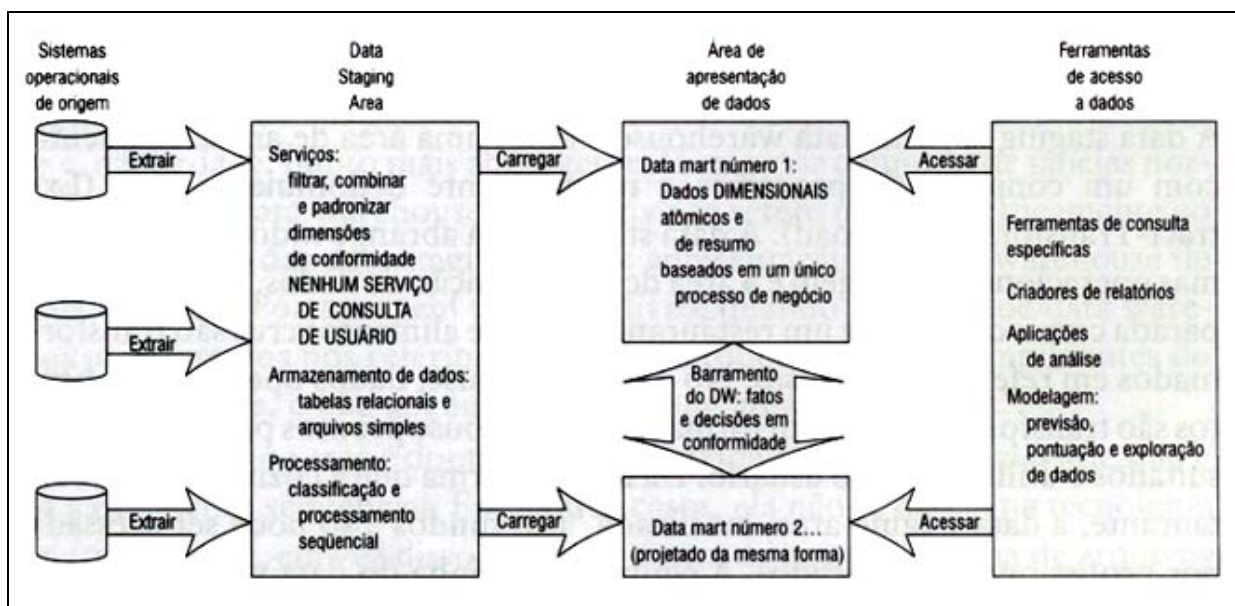 Sistemas
operacionais
de origem
Data
Staging
Area
Área de
apresentação
de dados
Ferramentas
de acesso
a dados
Extrair
Extrair
Extrair
Serviços:
filtrar, combinar
e padronizar
dimensões
de conformidade
NENHUM SERVIÇO
DE CONSULTA
DE USUÁRIO
Armazenamento de dados:
tabelas relacionais e
arquivos simples
Processamento:
classificação e
processamento
seqüencial
Carregar
Carregar
Data mart número 1:
Dados DIMENSIONAIS
atômicos e
de resumo
baseados em um único
processo de negócio
Barramento
do DW: fatos
e decisões em
conformidade
Data mart número 2...
(projetado da mesma forma)
Acessar
Acessar
Ferramentas de consulta
específicas
Criadores de relatórios
Aplicações
de análise
Modelagem:
previsão,
pontuação e exploração
de dados